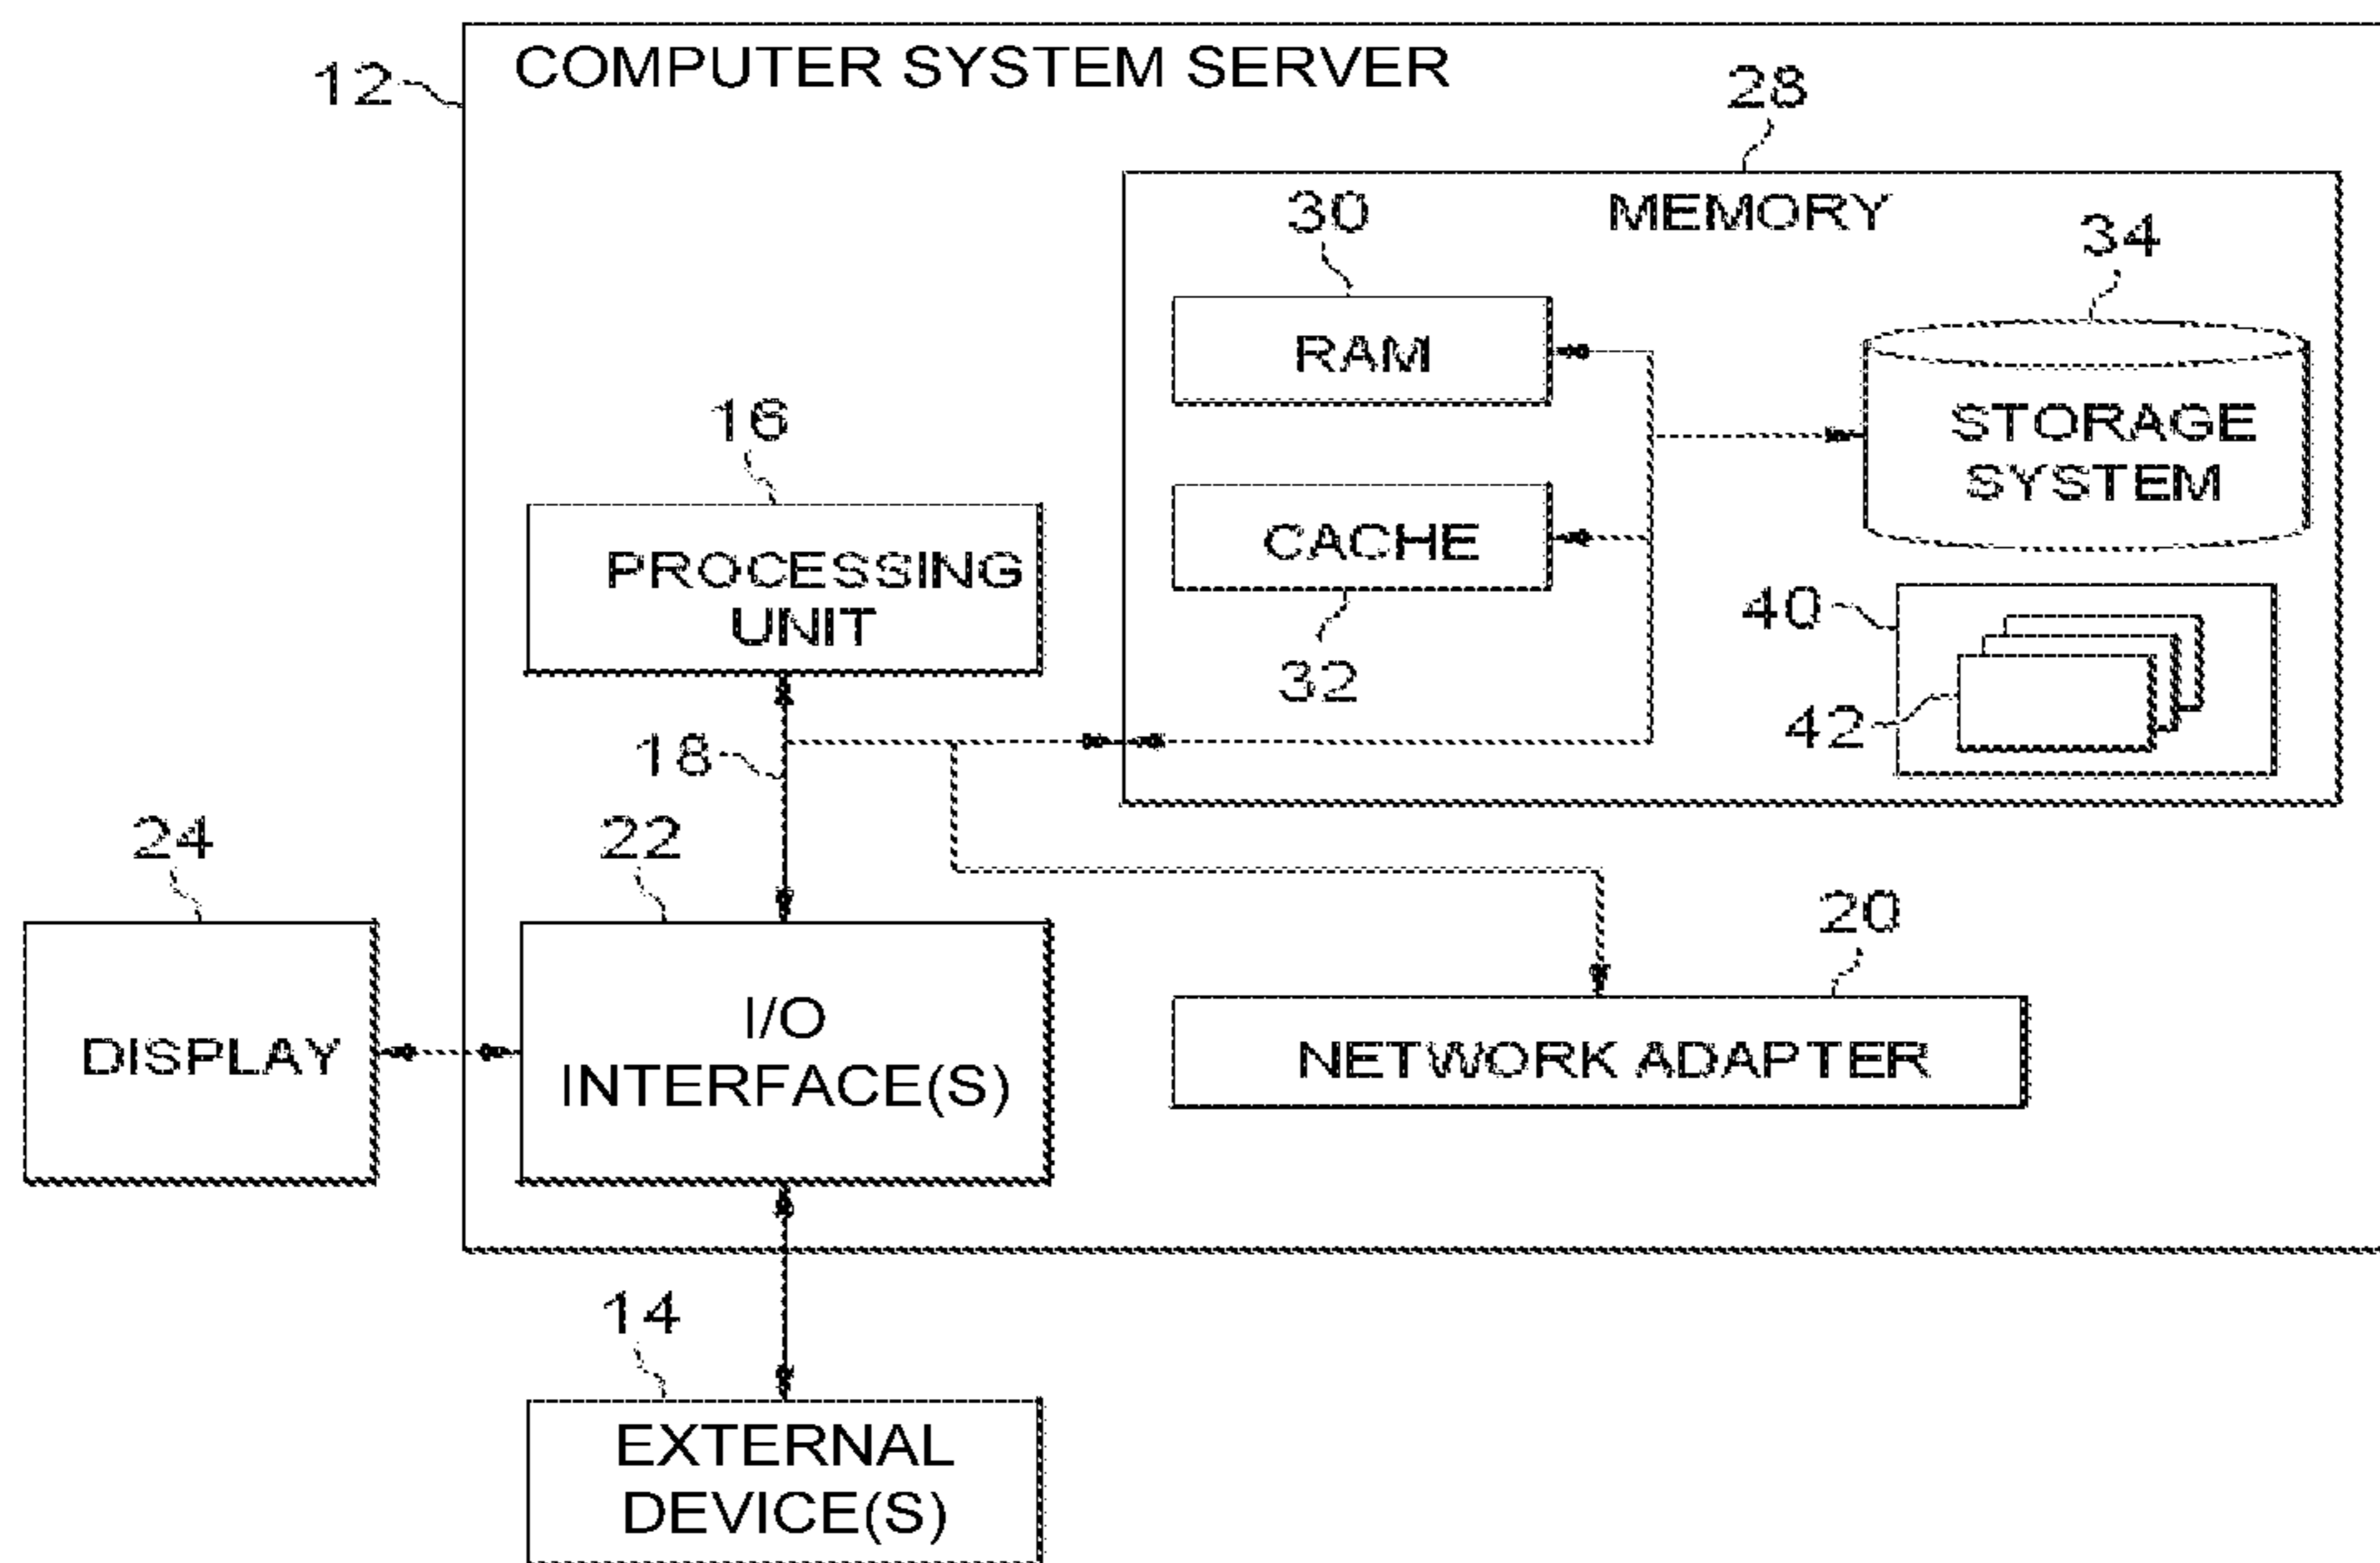 12
COMPUTER SYSTEM SERVER
28
MEMORY
30
34
RAM
STORAGE
SYSTEM
16
PROCESSING
UNIT
CACHE
32
40
42
18
24
22
20
DISPLAY
I/O
INTERFACE(S)
NETWORK ADAPTER
14
EXTERNAL
DEVICE(S)